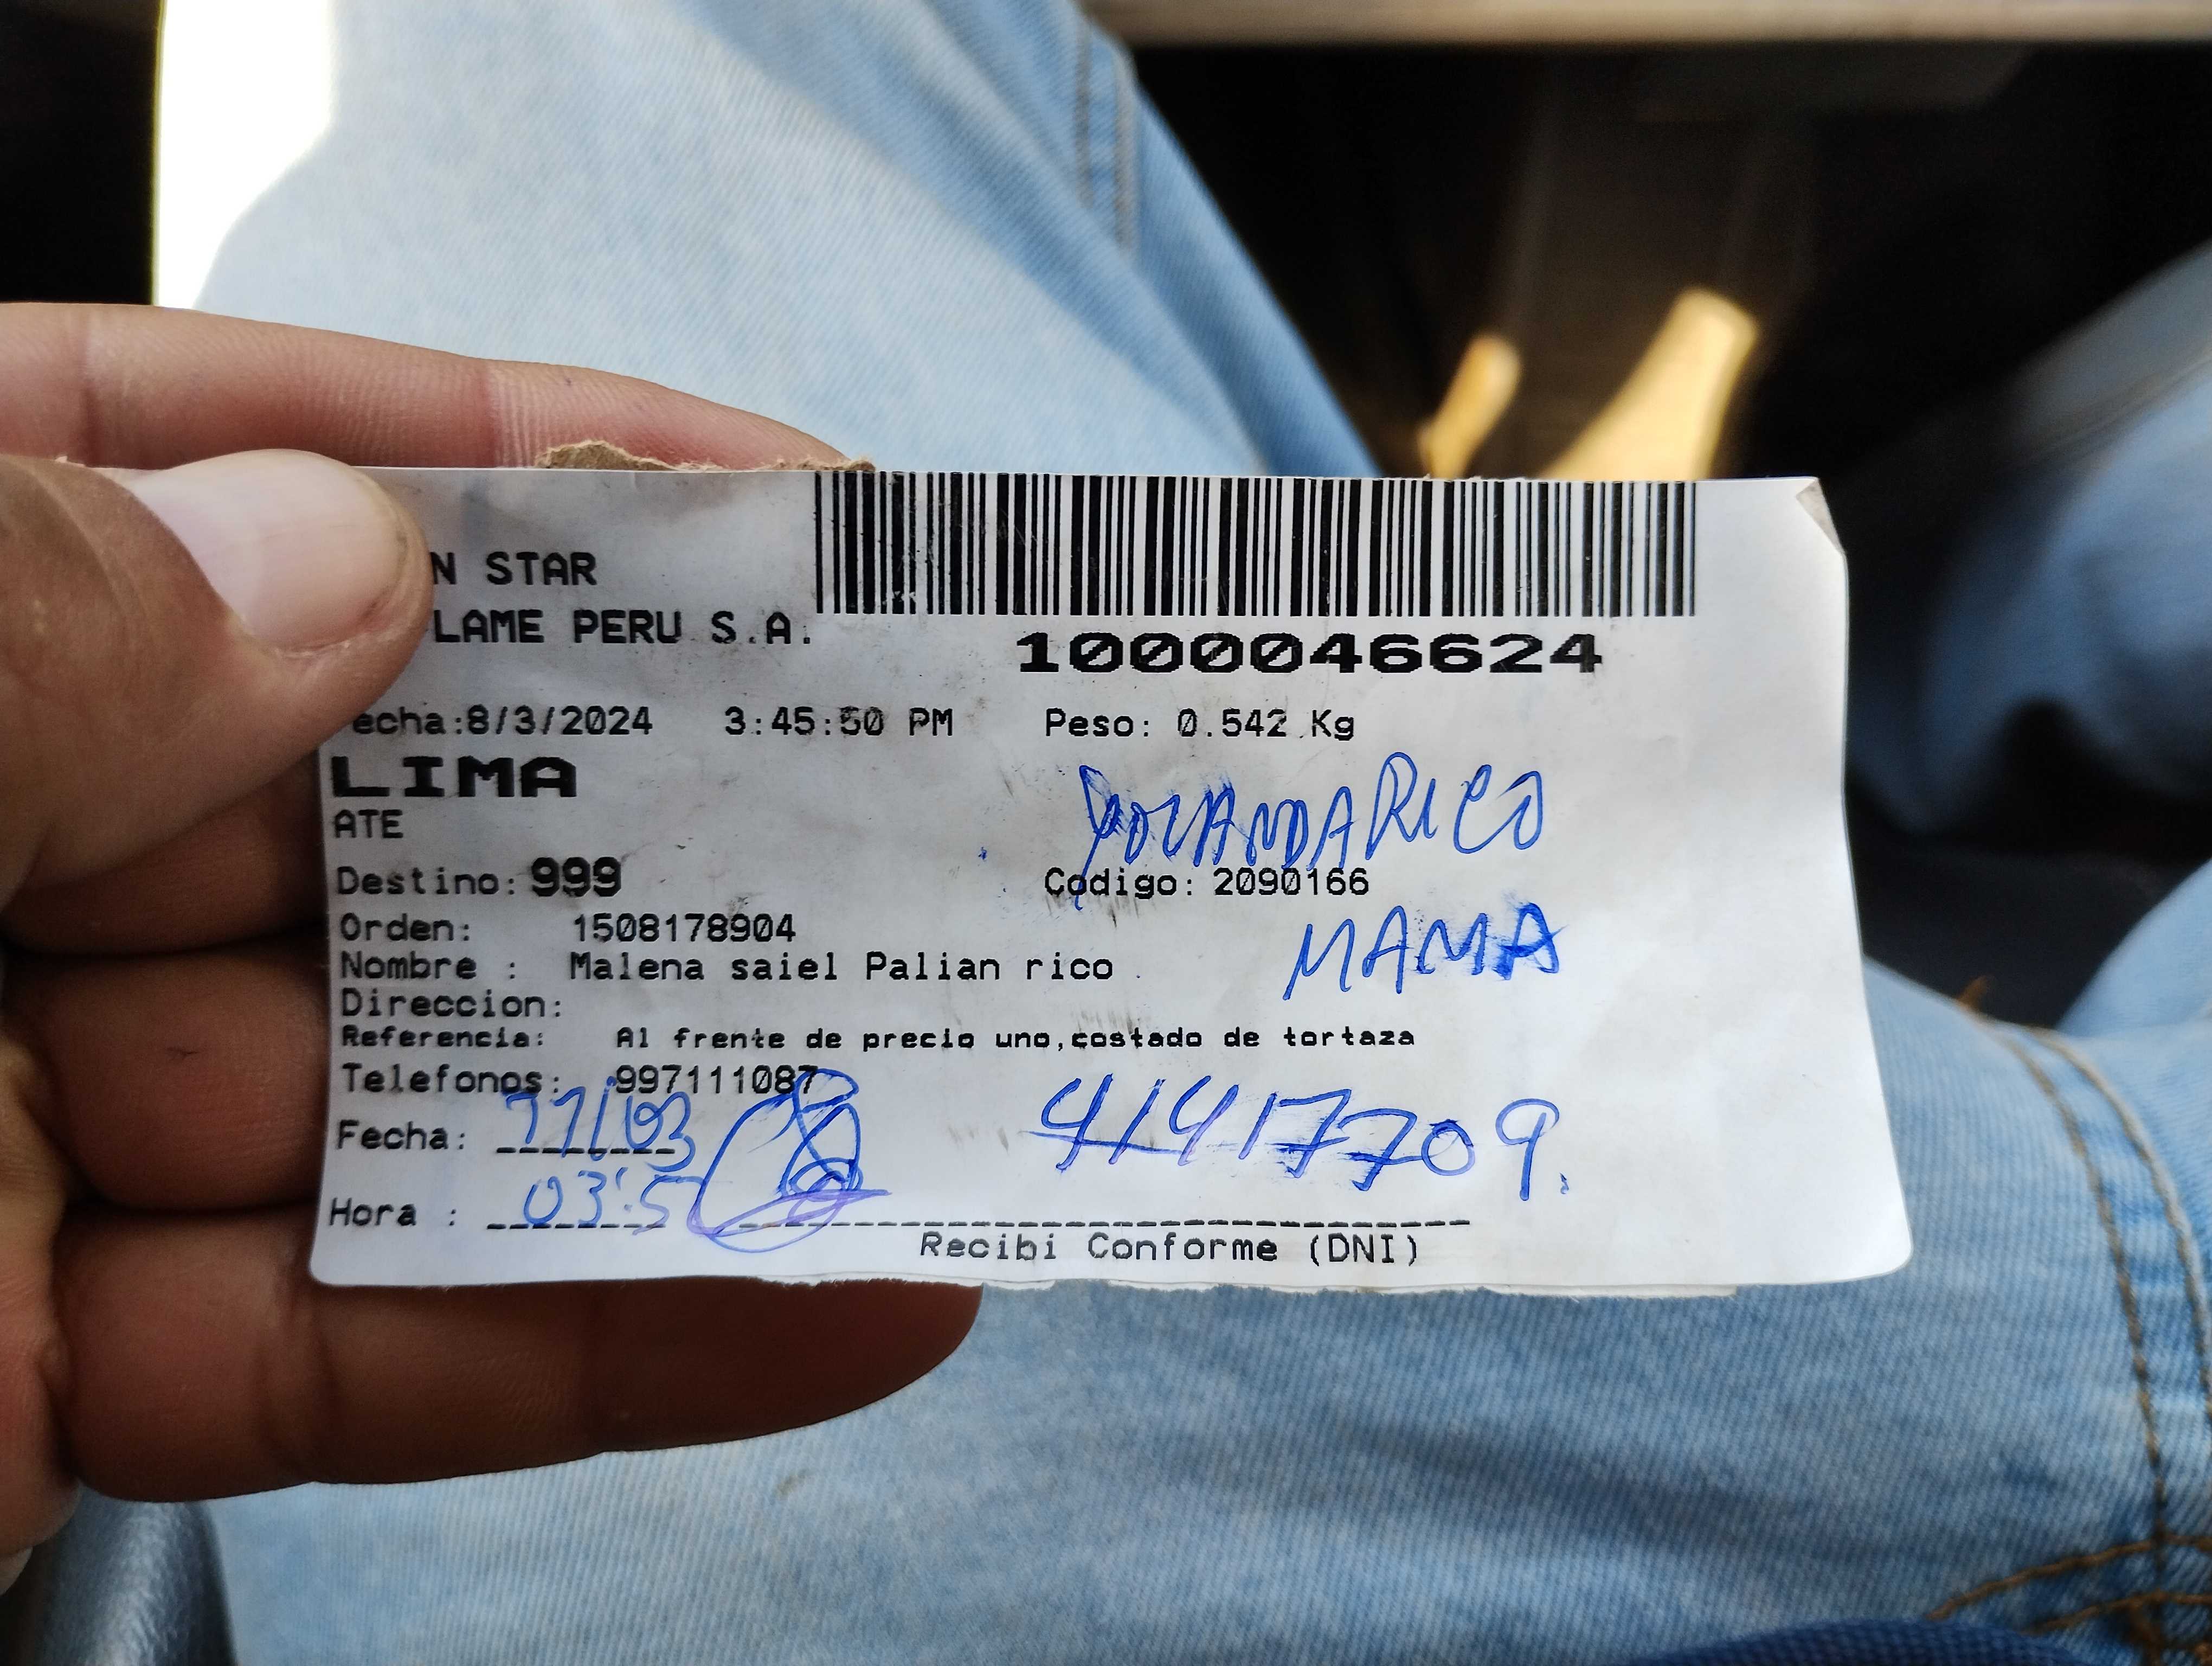 N STAR
LAME PERU S.A.
1000046624
echa:8/3/2024 3:45:50 PM Peso: 0.542 Kg
LIMA
YOLANDA RICO
ATE
Destino: 999 Codigo: 2090166
Orden: 1508178904
MAMA
Nombre : Malena saiel Palian rico
Direccion:
Referencia: Al frente de precio uno,costado de tortaza
Telefonos: 997111087
Fecha: 11/03 41417709.
Hora : 03:5
Recibi Conforme (DNI)